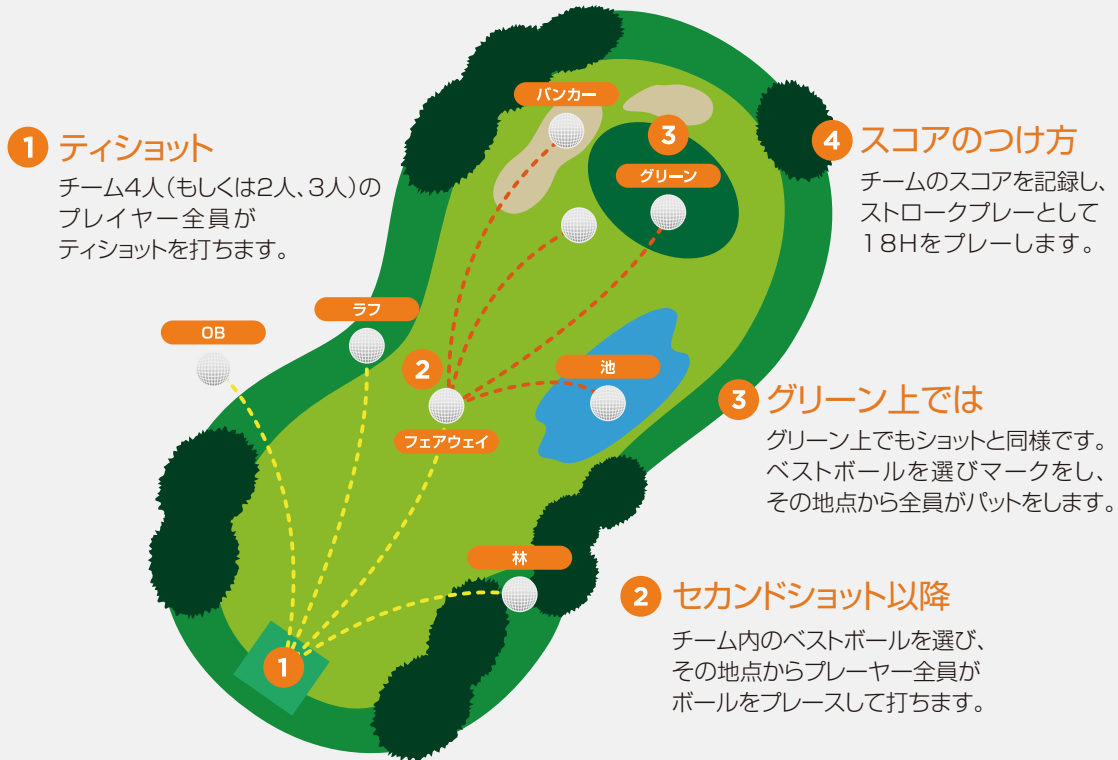 1 ティショット
チーム4人(もしくは2人、3人)の
プレイヤー全員が
ティショットを打ちます。
バンカー
3
グリーン
4 スコアのつけ方
チームのスコアを記録し、
ストロークプレーとして
18Hをプレーします。
OB
ラフ
2
フェアウェイ
池
3 グリーン上では
グリーン上でもショットと同様です。
ベストボールを選びマークをし、
その地点から全員がパットをします。
林
1
2 セカンドショット以降
チーム内のベストボールを選び、
その地点からプレーヤー全員が
ボールをプレースして打ちます。